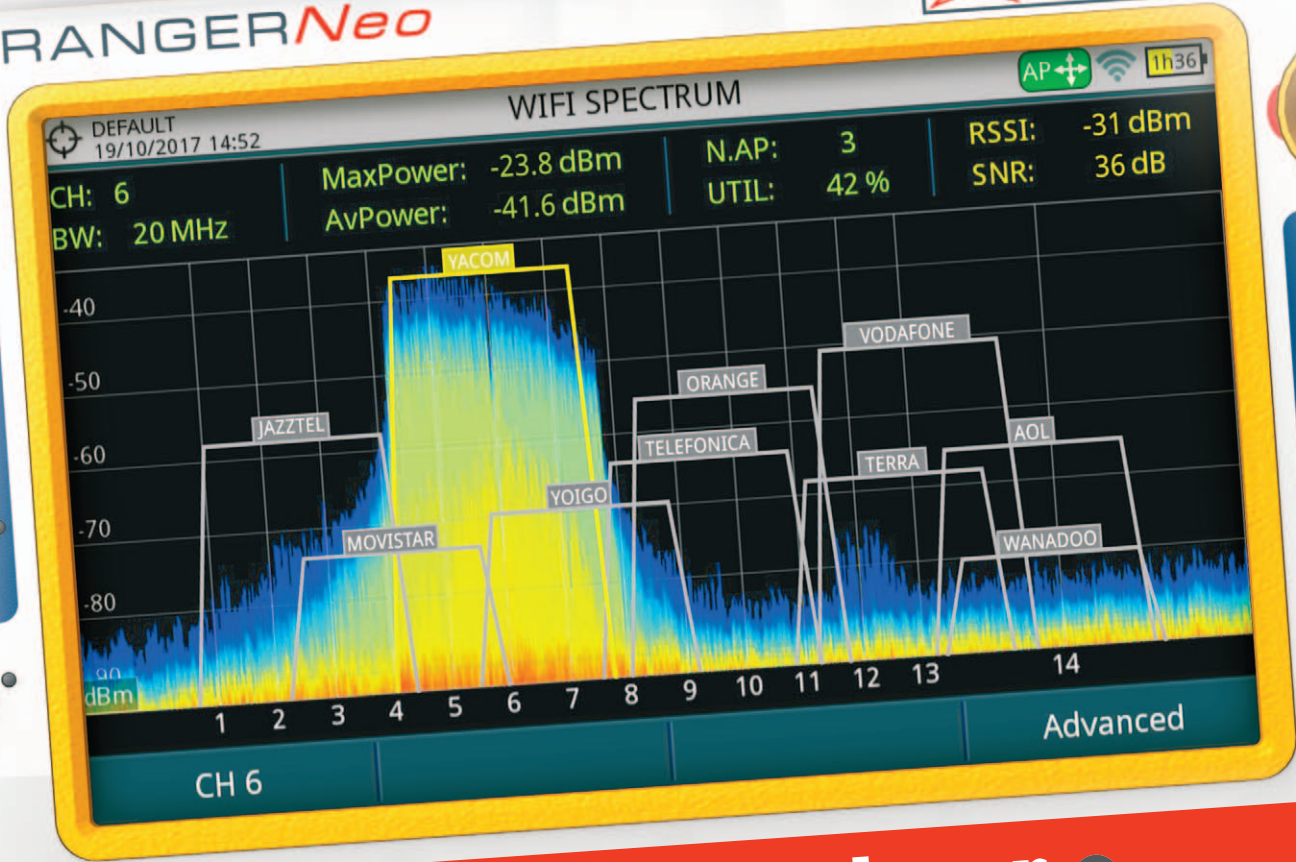 RANGERNeo
DEFAULT
19/10/2017 14:52
WIFI SPECTRUM
AP
1h36
CH: 6
BW: 20 MHz
MaxPower: -23.8 dBm
AvPower: -41.6 dBm
N.AP: 3
UTIL: 42 %
RSSI: -31 dBm
SNR: 36 dB
YACOM
VODAFONE
ORANGE
JAZZTEL
TELEFONICA
AOL
TERRA
YOIGO
MOVISTAR
WANADOO
-40
-50
-60
-70
-80
-90
dBm
1 2 3 4 5 6 7 8 9 10 11 12 13 14
CH 6
Advanced